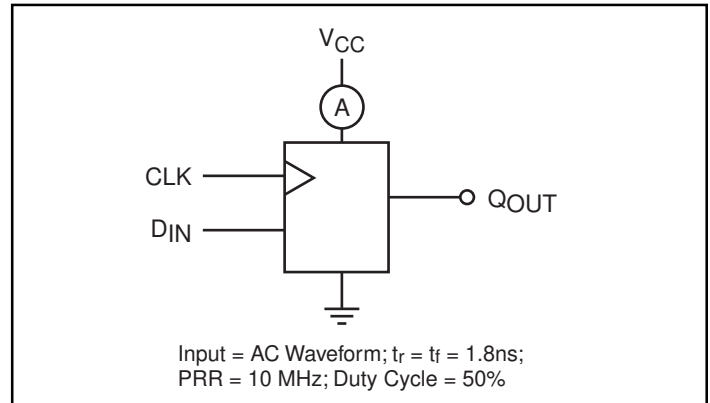 VCC
A
CLK
QOUT
DIN
Input = AC Waveform; tr = tf = 1.8ns;
PRR = 10 MHz; Duty Cycle = 50%